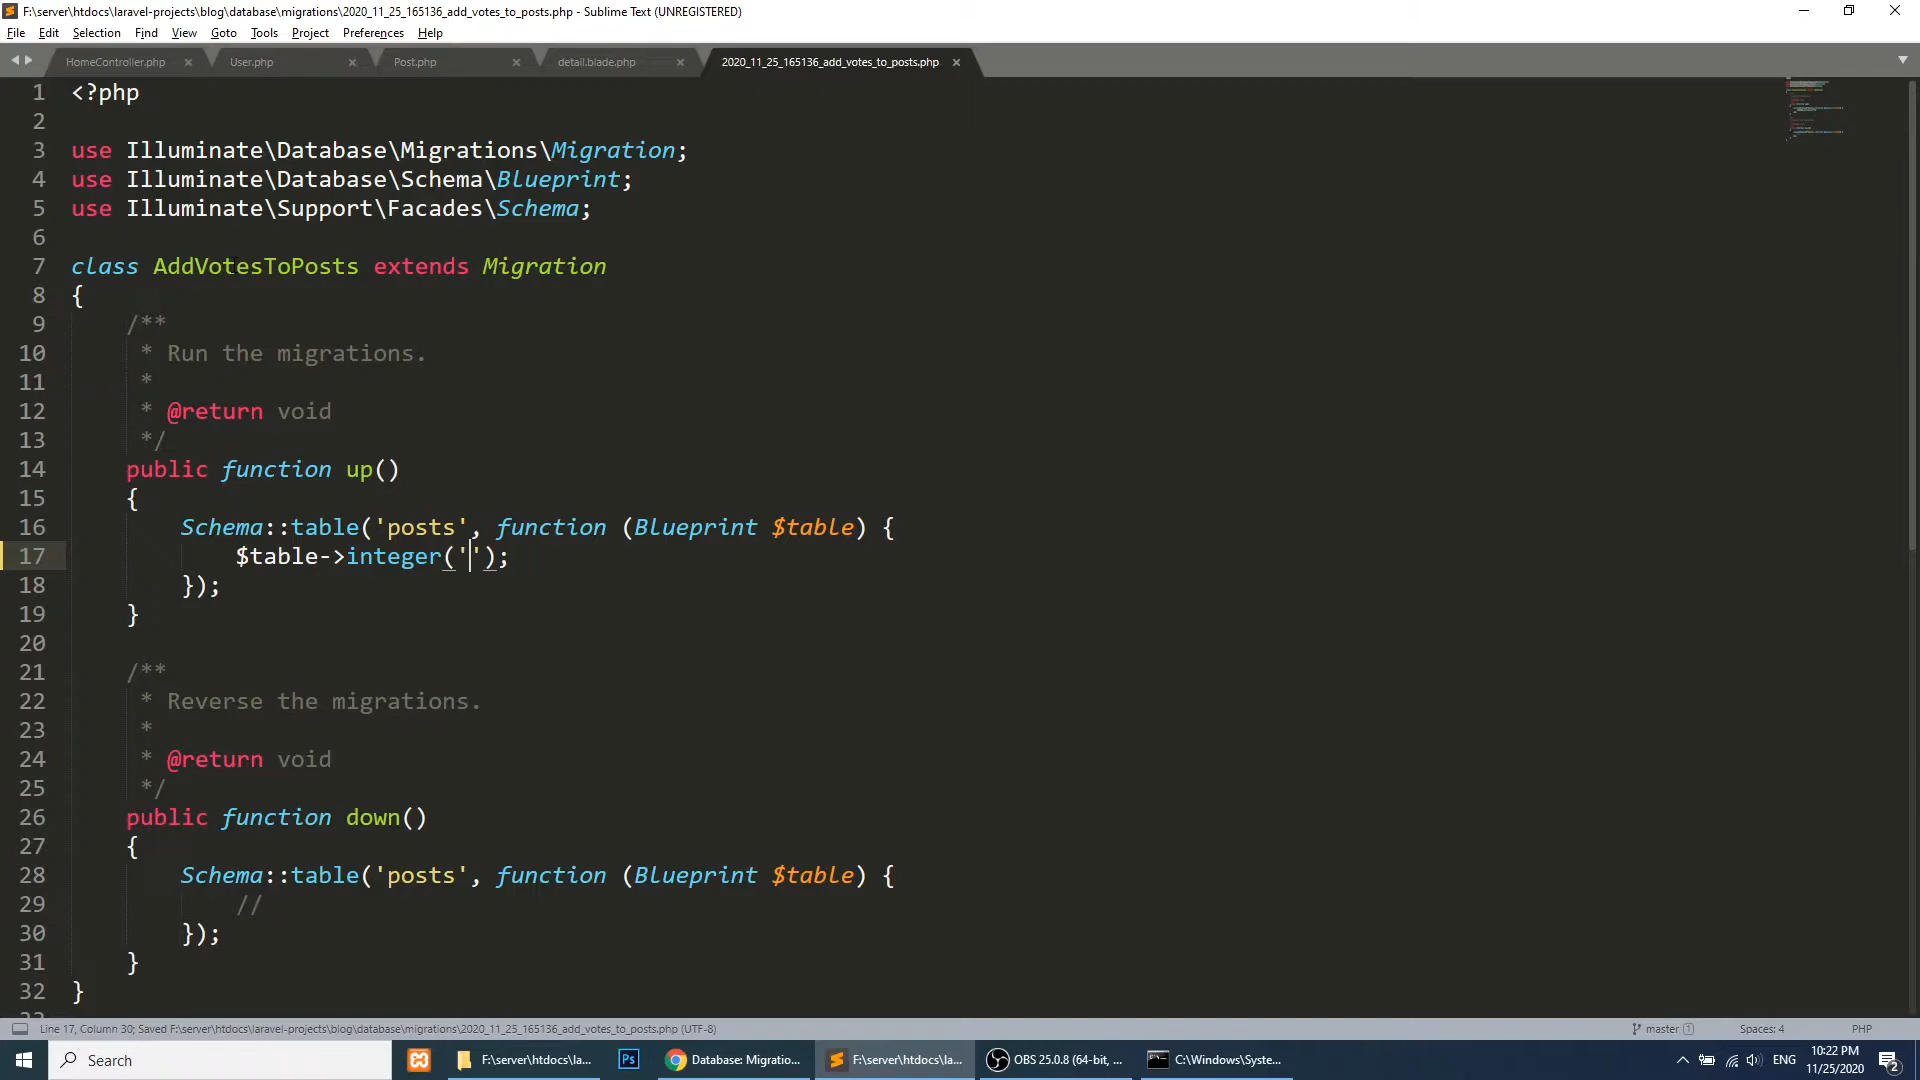 F:\server\htdocs\laravel-projects\blog\database\migrations\2020_11_25_165136_add_votes_to_posts.php - Sublime Text (UNREGISTERED)
File Edit Selection Find View Goto Tools Project Preferences Help
HomeController.php User.php Post.php detail.blade.php 2020_11_25_165136_add_votes_to_posts.php
1 <?php
2
3 use Illuminate\Database\Migrations\Migration;
4 use Illuminate\Database\Schema\Blueprint;
5 use Illuminate\Support\Facades\Schema;
6
7 class AddVotesToPosts extends Migration
8 {
9 /**
10 * Run the migrations.
11 *
12 * @return void
13 */
14 public function up()
15 {
16 Schema::table('posts', function (Blueprint $table) {
17 $table->integer('');
18 });
19 }
20
21 /**
22 * Reverse the migrations.
23 *
24 * @return void
25 */
26 public function down()
27 {
28 Schema::table('posts', function (Blueprint $table) {
29 //
30 });
31 }
32 }
Line 17, Column 30; Saved F:\server\htdocs\laravel-projects\blog\database\migrations\2020_11_25_165136_add_votes_to_posts.php (UTF-8) master 1 Spaces: 4 PHP
Search Ps F:\server\htdocs\la... Database: Migratio... F:\server\htdocs\la... OBS 25.0.8 (64-bit, ... C:\Windows\Syste... ENG 10:22 PM
11/25/2020 2